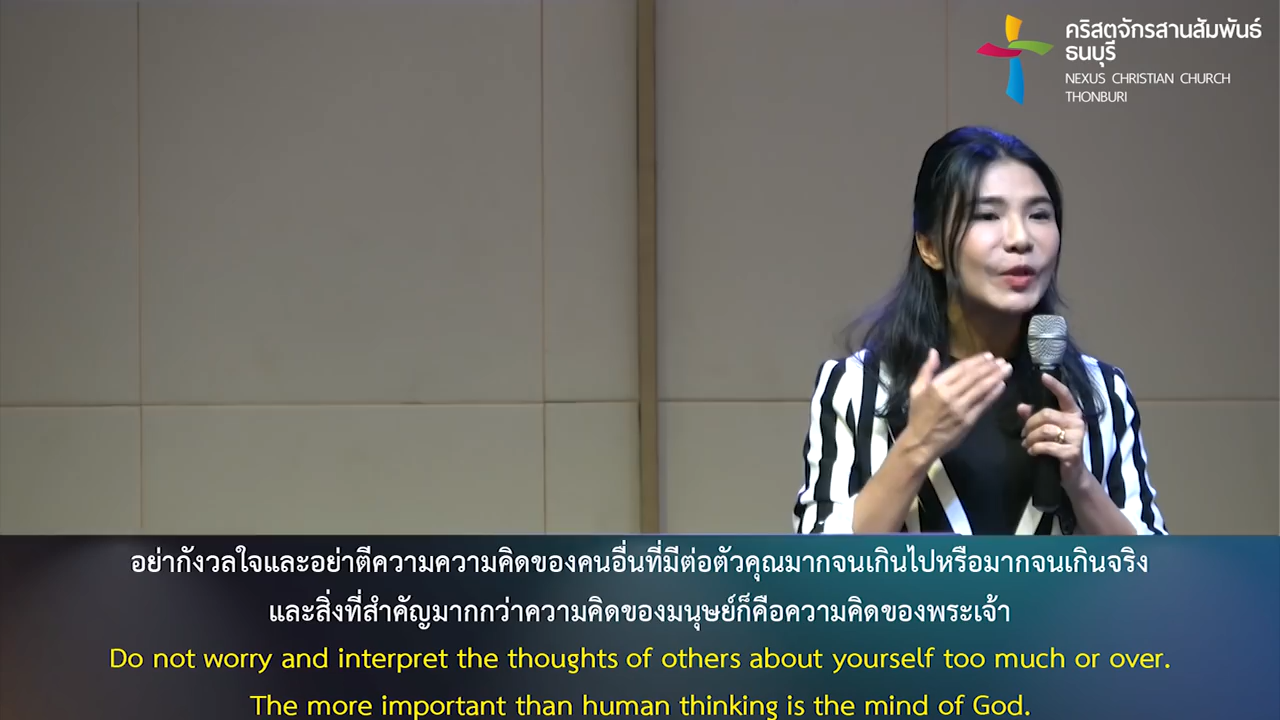 คริสตจักรสานสัมพันธ์
ธนบุรี
NEXUS CHRISTIAN CHURCH
THONBURI
อย่ากังวลใจและอย่าตีความความคิดของคนอื่นที่มีต่อตัวคุณมากจนเกินไปหรือมากจนเกินจริง
และสิ่งที่สำคัญมากกว่าความคิดของมนุษย์ก็คือความคิดของพระเจ้า
Do not worry and interpret the thoughts of others about yourself too much or over.
The more important than human thinking is the mind of God.